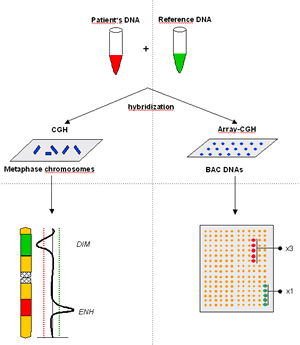 Patient's DNA
Reference DNA
+
hybridization
CGH
Array-CGH
Metaphase chromosomes
BAC DNAs
DIM
ENH
x3
x1